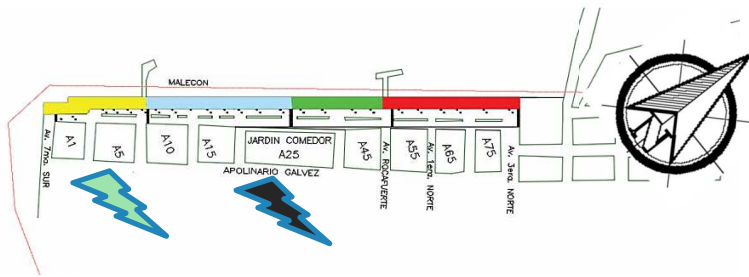 MALECON
Av. 7ma. SUR
A1
A5
A10
A15
JARDIN COMEDOR
A25
A45
Av. ROCAFUERTE
A55
Av. 1era. NORTE
A65
A75
Av. 3era. NORTE
APOLINARIO GALVEZ
N